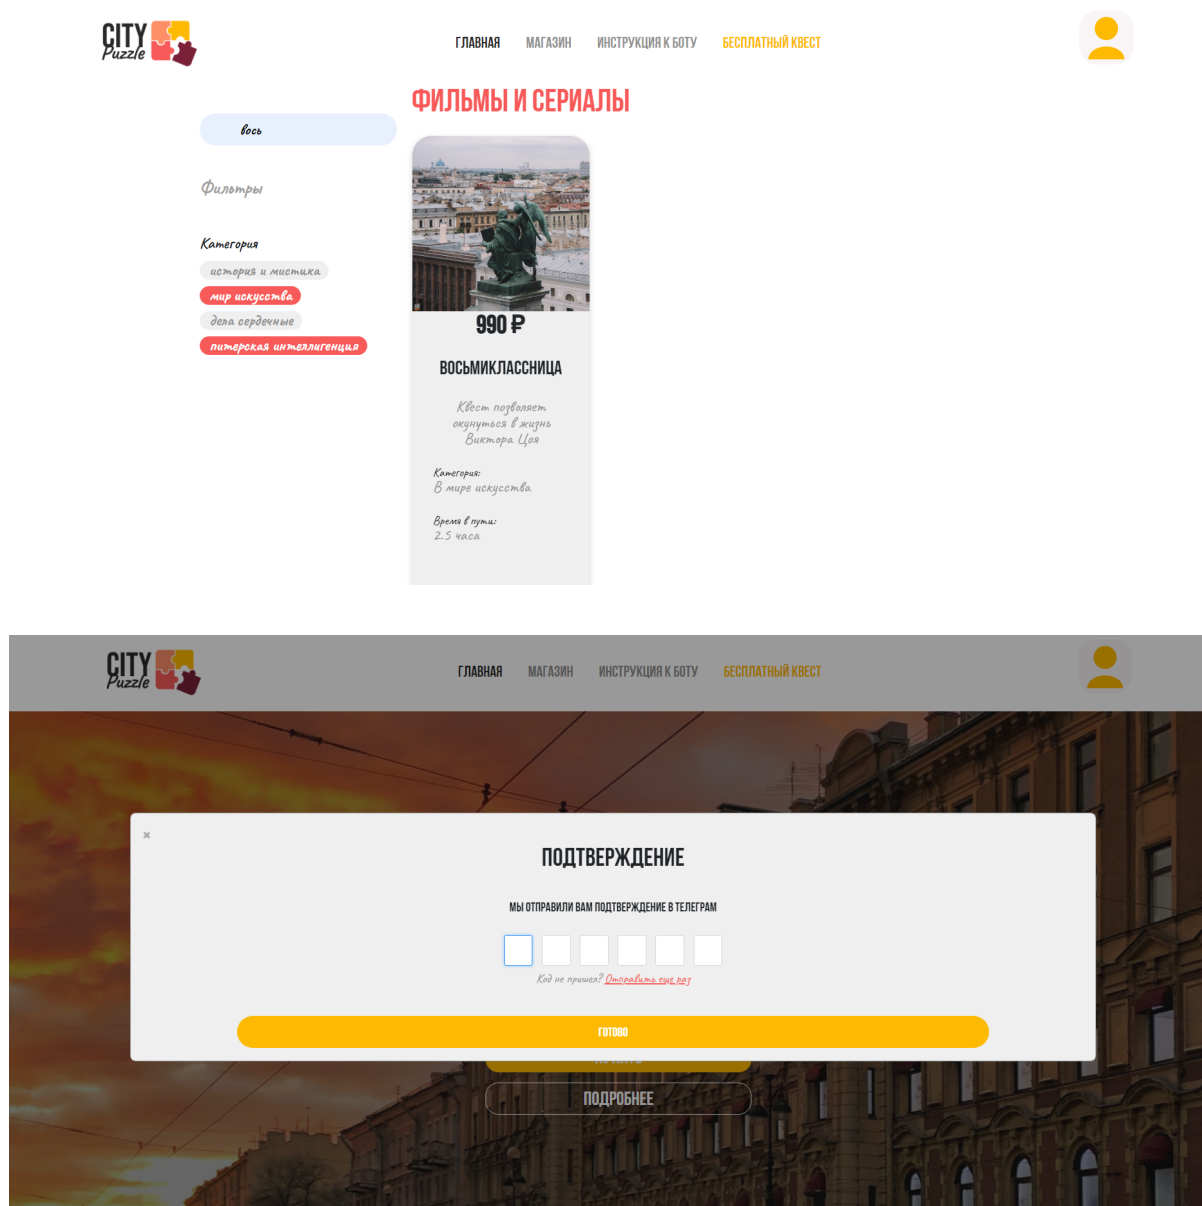 CITY
Puzzle
ГЛАВНАЯ МАГАЗИН ИНСТРУКЦИЯ К БОТУ БЕСПЛАТНЫЙ КВЕСТ
ФИЛЬМЫ И СЕРИАЛЫ
вось
Фильтры
Категория
история и мистика
мир искусства
дела сердечные
питерская интеллигенция
990 ₽
ВОСЬМИКЛАССНИЦА
Квест позволяет
окунуться в жизнь
Виктора Цоя
Категория:
В мире искусства
Время в пути:
2.5 часа
CITY
Puzzle
ГЛАВНАЯ МАГАЗИН ИНСТРУКЦИЯ К БОТУ БЕСПЛАТНЫЙ КВЕСТ
ПОДТВЕРЖДЕНИЕ
МЫ ОТПРАВИЛИ ВАМ ПОДТВЕРЖДЕНИЕ В ТЕЛЕГРАМ
Код не пришел? Отправить еще раз
ГОТОВО
ПОДРОБНЕЕ